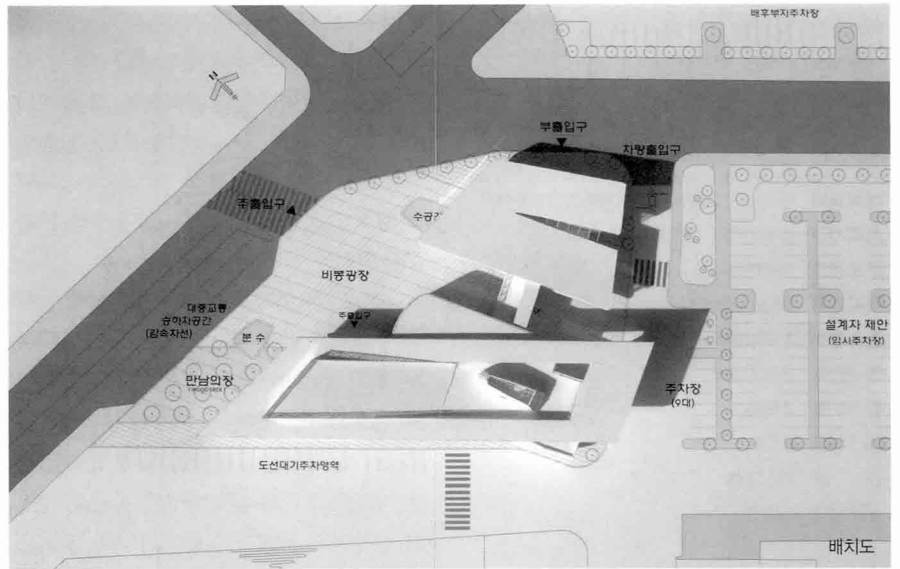 배후부지주차장
부출입구
차량출입구
주출입구
수공간
비봉광장
대중교통
승하차공간
(감속차선)
주출입구
분수
설계자 제안
(임시주차장)
만남의장
주차장
(9대)
도선대기주차영역
배치도